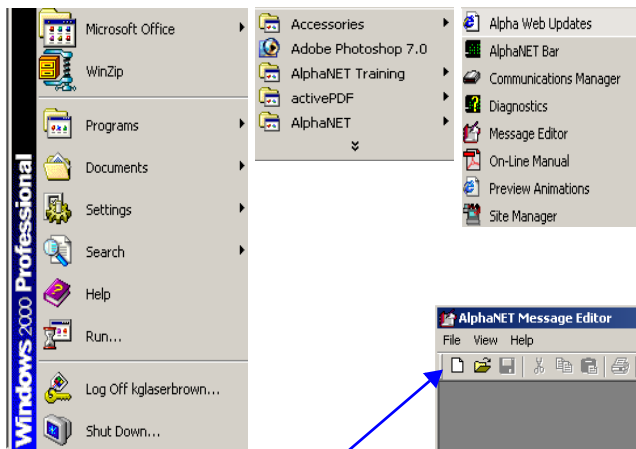 Microsoft Office
WinZip
Programs
Documents
Settings
Search
Help
Run...
Log Off kglaserbrown...
Shut Down...
Windows 2000 Professional
Accessories
Adobe Photoshop 7.0
AlphaNET Training
activePDF
AlphaNET
Alpha Web Updates
AlphaNET Bar
Communications Manager
Diagnostics
Message Editor
On-Line Manual
Preview Animations
Site Manager
AlphaNET Message Editor
File View Help